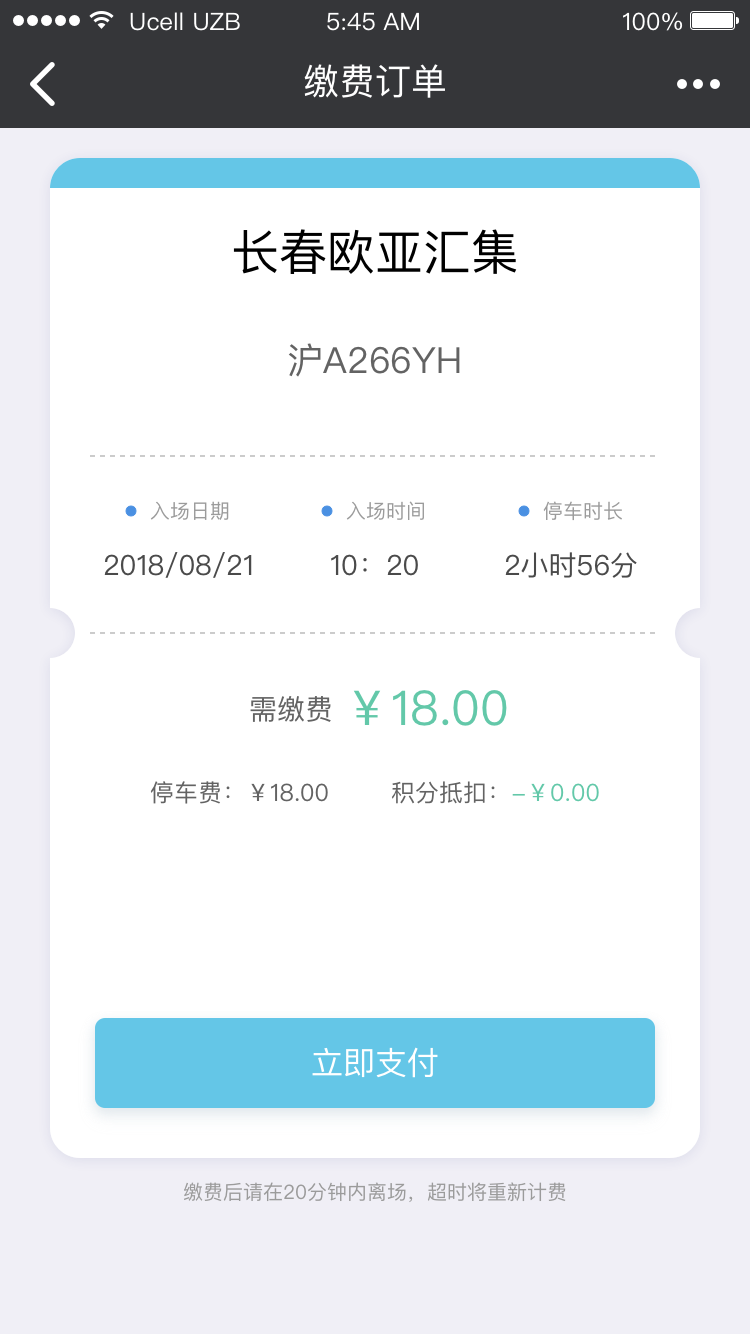 Ucell UZB 5:45 AM 100%
缴费订单
长春欧亚汇集
沪A266YH
入场日期 入场时间 停车时长
2018/08/21 10：20 2小时56分
需缴费 ¥18.00
停车费：¥18.00 积分抵扣：–¥0.00
立即支付
缴费后请在20分钟内离场，超时将重新计费